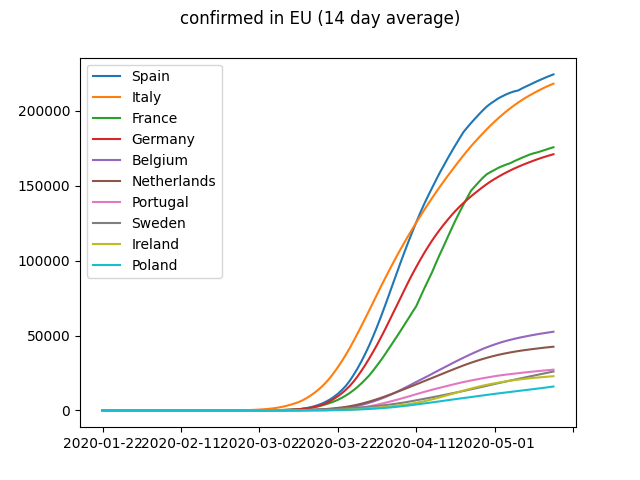 confirmed in EU (14 day average)
Spain
Italy
France
Germany
Belgium
Netherlands
Portugal
Sweden
Ireland
Poland
200000
150000
100000
50000
0
2020-01-22 2020-02-11 2020-03-02 2020-03-22 2020-04-11 2020-05-01